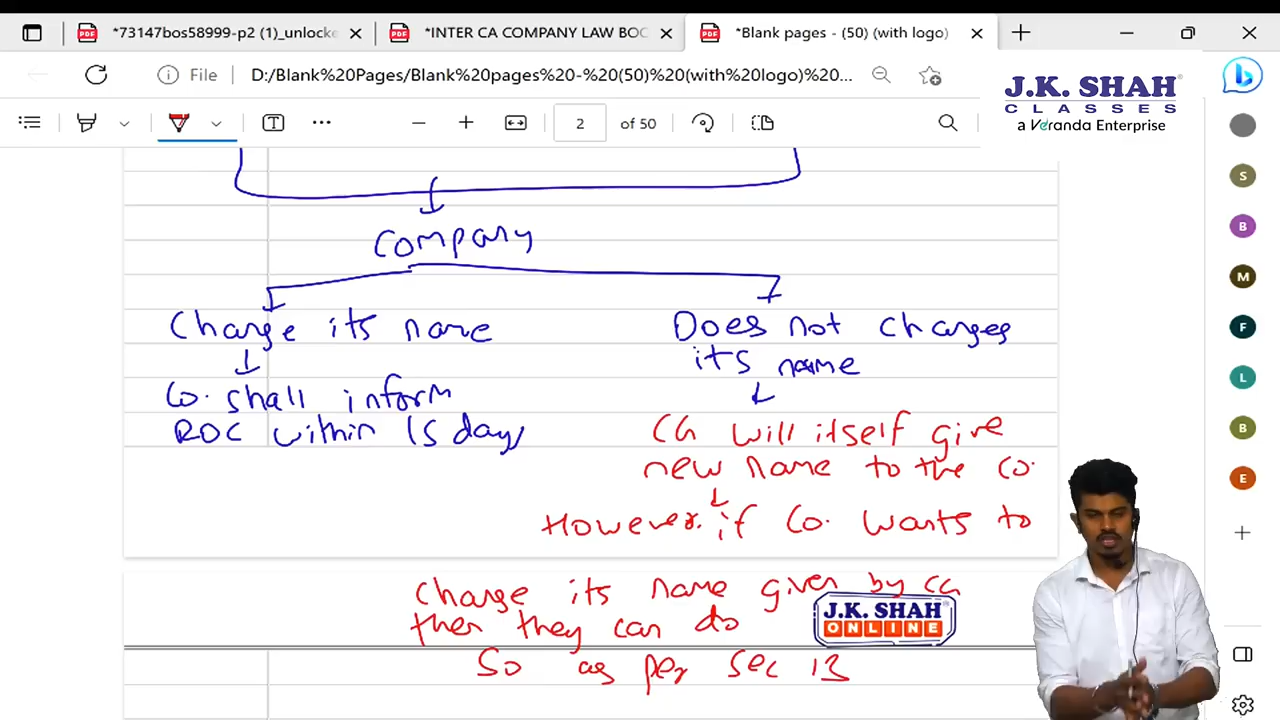 *73147bos58999-p2 (1)_unlocke
*INTER CA COMPANY LAW BOC
*Blank pages - (50) (with logo)
File
D:/Blank%20Pages/Blank%20pages%20-%20(50)%20(with%20logo)%20...
J.K. SHAH
CLASSES
a Veranda Enterprise
2
of 50
Company
Change its name
Does not changes
its name
Co. shall inform
ROC within 15 days
CG will itself give
new name to the Co.
However. if Co. wants to
Change its name given by CG
then they can do
So as per sec 13
J.K. SHAH
ONLINE
S
B
M
F
L
B
E